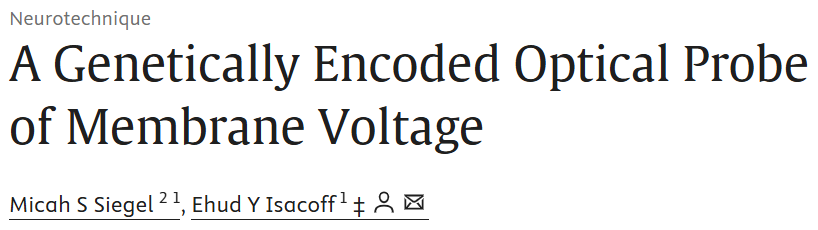 Neurotechnique
A Genetically Encoded Optical Probe
of Membrane Voltage
Micah S Siegel 2 1, Ehud Y Isacoff 1 ‡